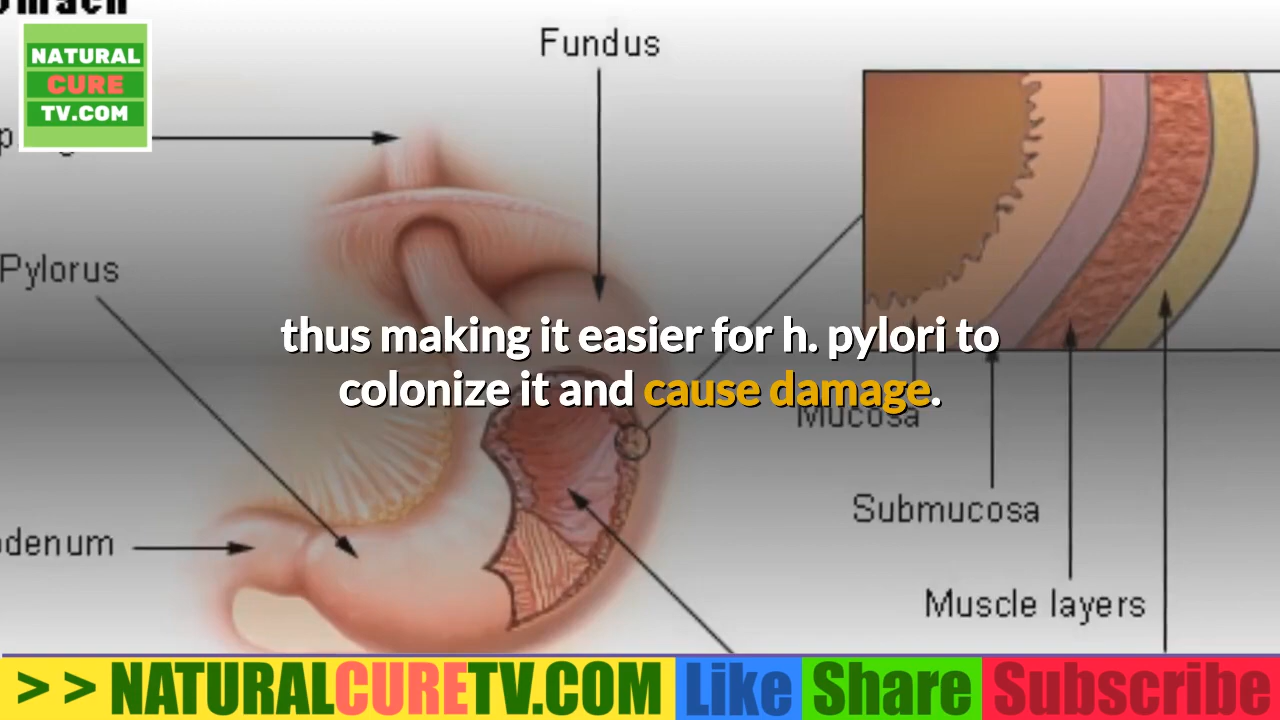 NATURAL
CURE
TV.COM
Fundus
Pylorus
thus making it easier for h. pylori to
colonize it and cause damage.
Mucosa
Submucosa
Muscle layers
> > NATURALCURETV.COM Like Share Subscribe